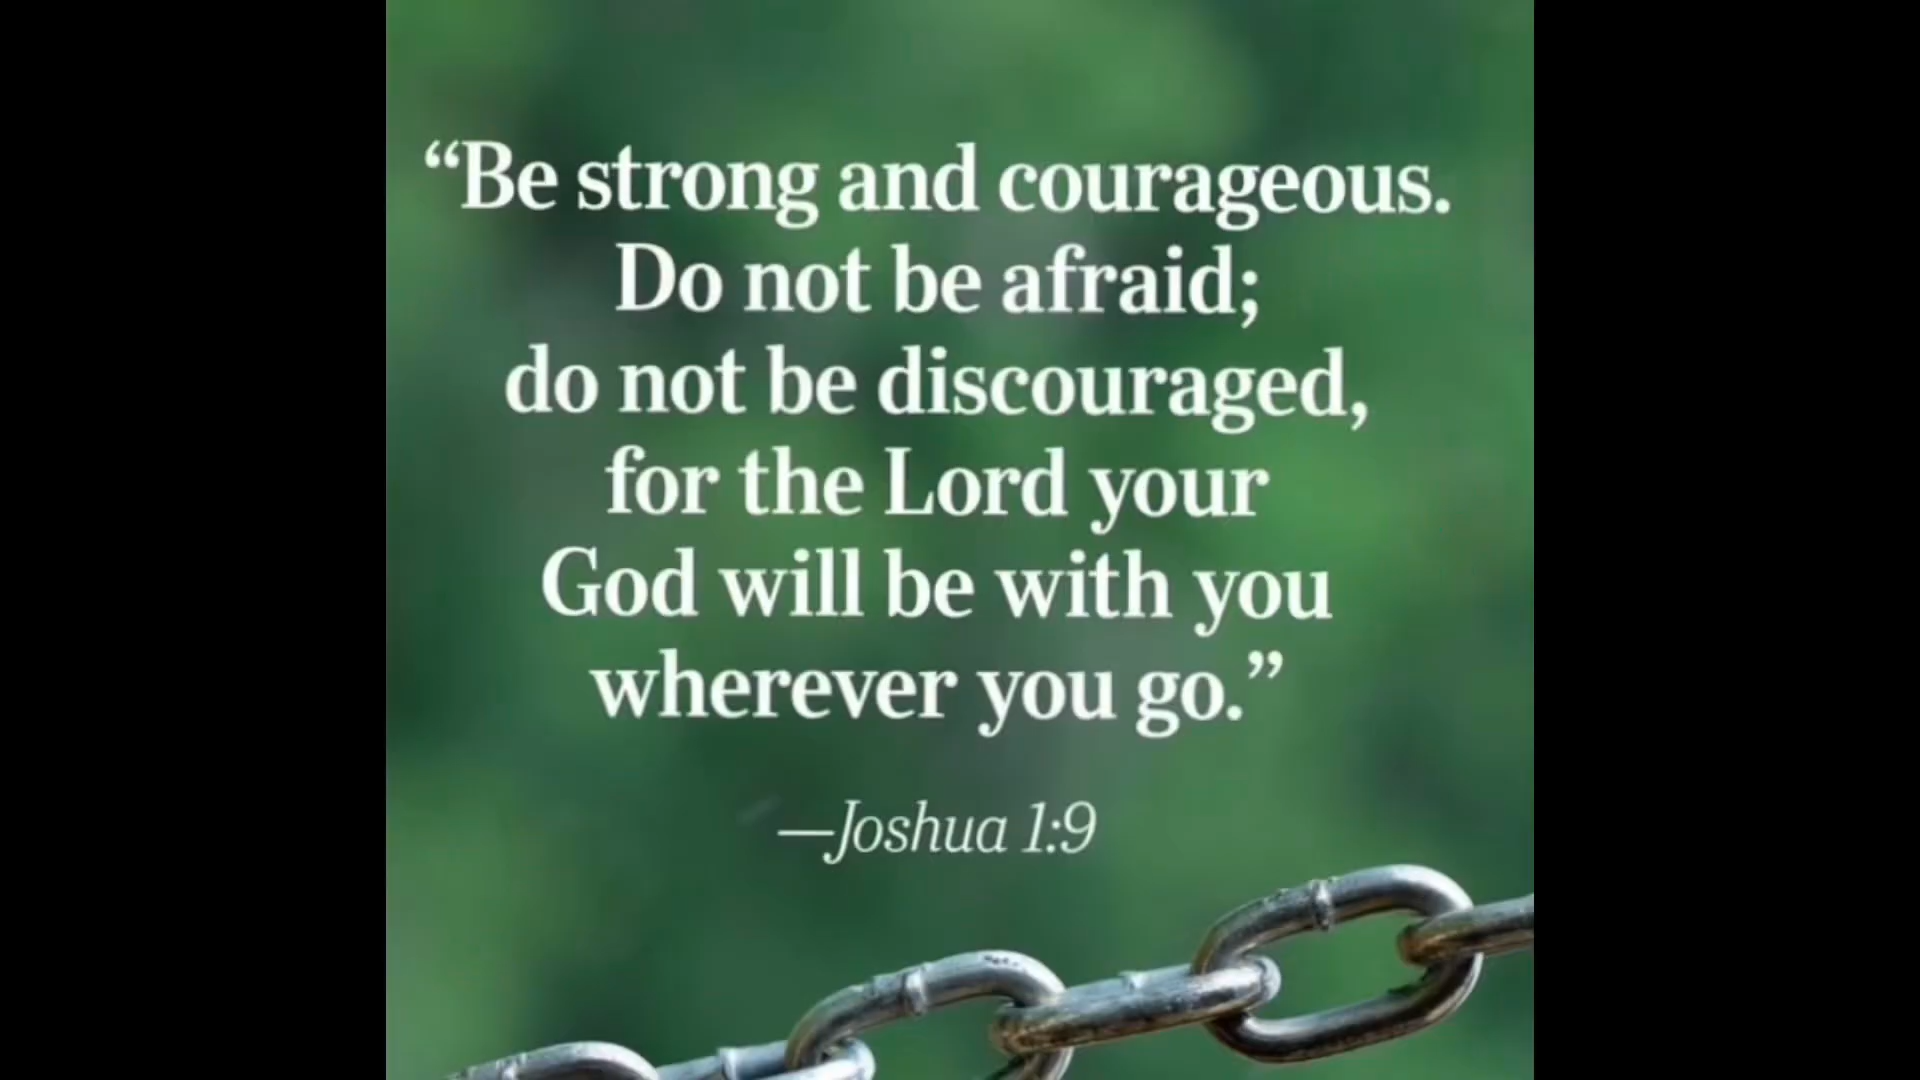 “Be strong and courageous.
Do not be afraid;
do not be discouraged,
for the Lord your
God will be with you
wherever you go.”
—Joshua 1:9